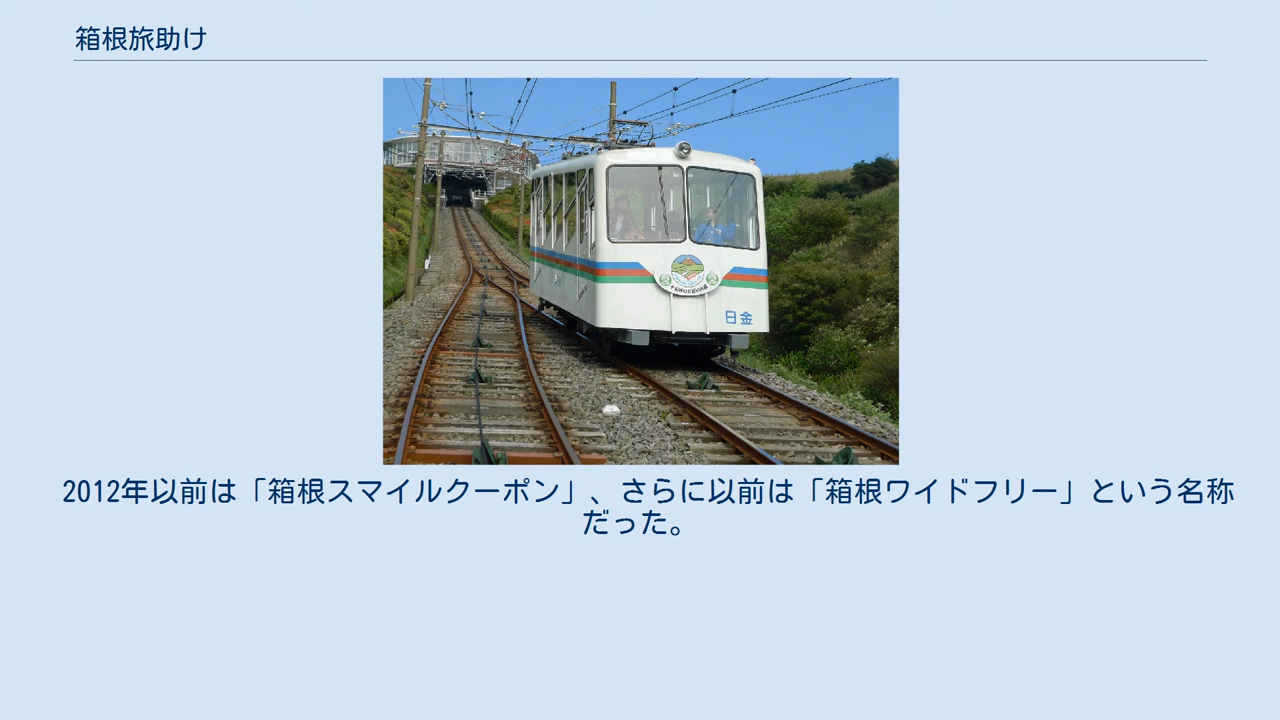 箱根旅助け
日金
2012年以前は「箱根スマイルクーポン」、さらに以前は「箱根ワイドフリー」という名称
だった。